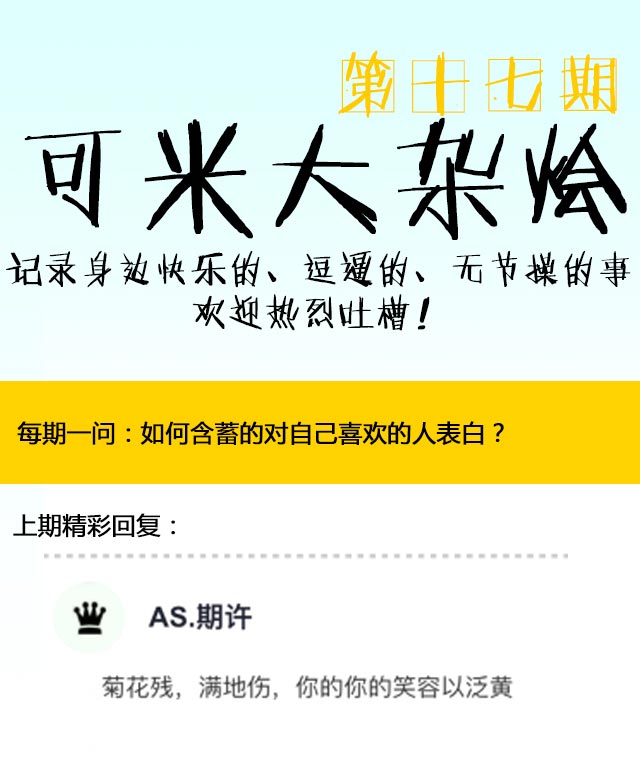 第十七期
可米大杂烩
记录身边快乐的、逗逼的、无节操的事
欢迎热烈吐槽！
每期一问：如何含蓄的对自己喜欢的人表白？
上期精彩回复：
AS.期许
菊花残，满地伤，你的你的笑容以泛黄